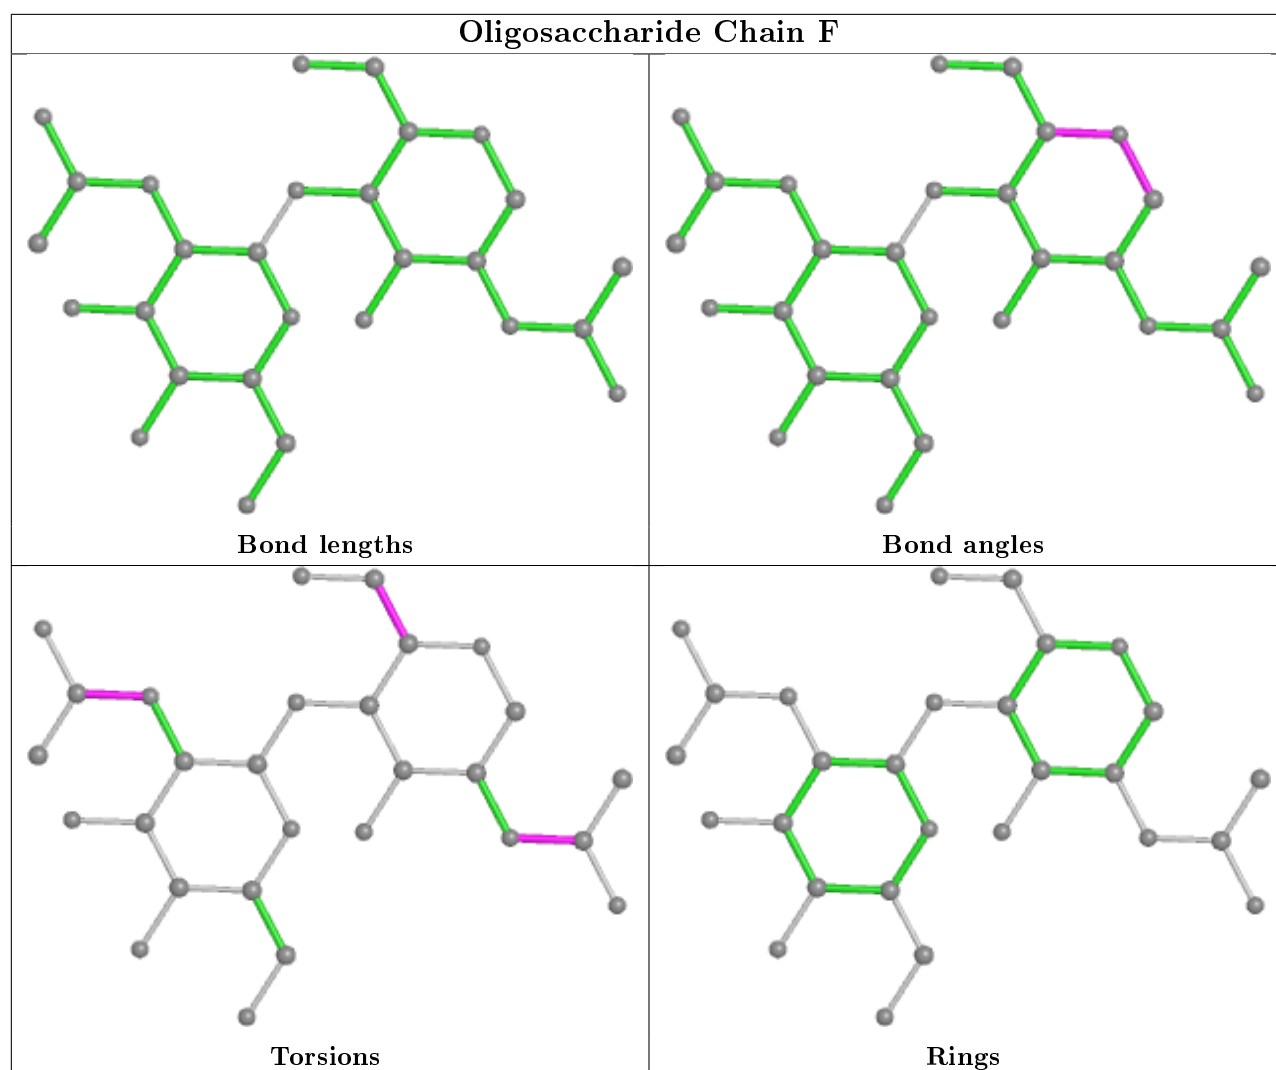 Oligosaccharide Chain F
Bond lengths
Bond angles
Torsions
Rings